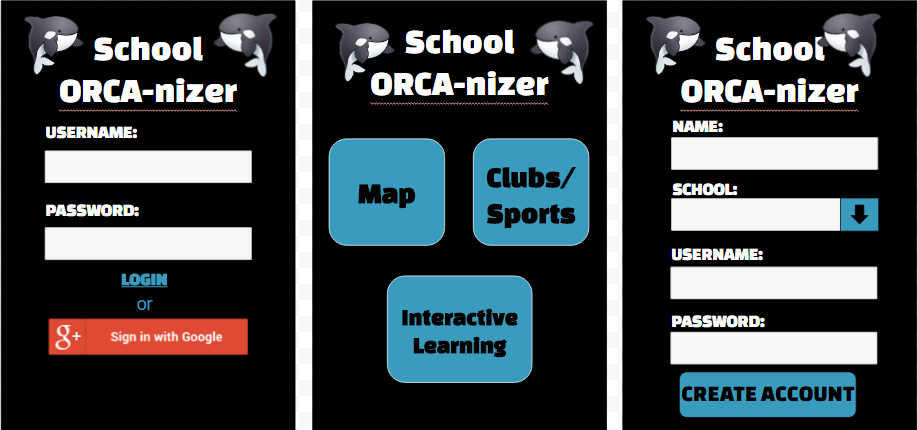 School
ORCA-nizer
USERNAME:
PASSWORD:
LOGIN
or
g+ Sign in with Google
School
ORCA-nizer
Map
Clubs/
Sports
Interactive
Learning
School
ORCA-nizer
NAME:
SCHOOL:
USERNAME:
PASSWORD:
CREATE ACCOUNT